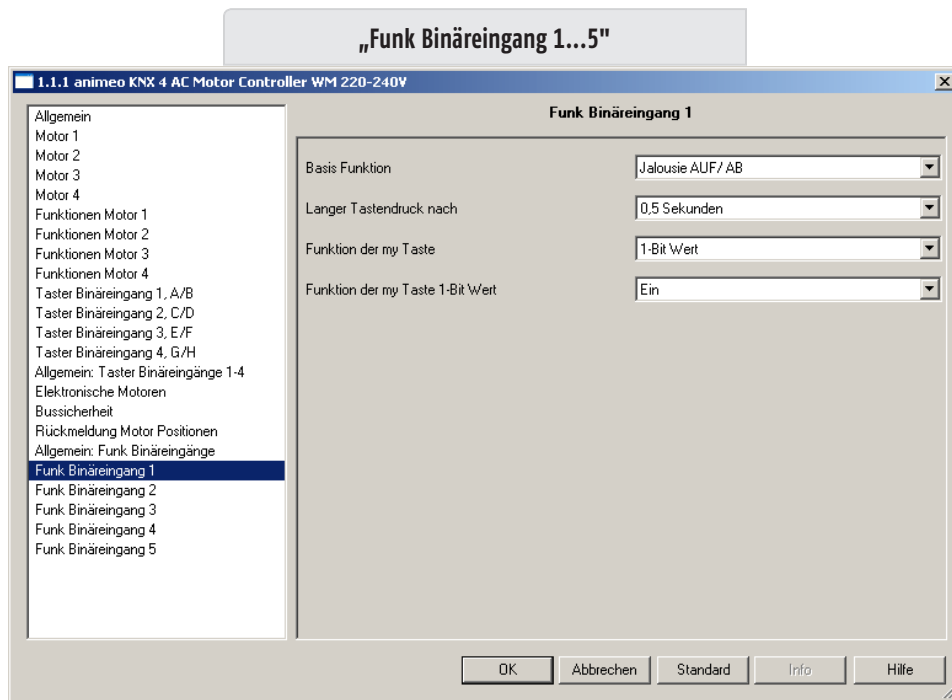 „Funk Binäreingang 1...5"
1.1.1 animeo KNX 4 AC Motor Controller WM 220-240V
Allgemein
Motor 1
Motor 2
Motor 3
Motor 4
Funktionen Motor 1
Funktionen Motor 2
Funktionen Motor 3
Funktionen Motor 4
Taster Binäreingang 1, A/B
Taster Binäreingang 2, C/D
Taster Binäreingang 3, E/F
Taster Binäreingang 4, G/H
Allgemein: Taster Binäreingänge 1-4
Elektronische Motoren
Bussicherheit
Rückmeldung Motor Positionen
Allgemein: Funk Binäreingänge
Funk Binäreingang 1
Funk Binäreingang 2
Funk Binäreingang 3
Funk Binäreingang 4
Funk Binäreingang 5
Funk Binäreingang 1
Basis Funktion Jalousie AUF/ AB
Langer Tastendruck nach 0,5 Sekunden
Funktion der my Taste 1-Bit Wert
Funktion der my Taste 1-Bit Wert Ein
OK Abbrechen Standard Info Hilfe